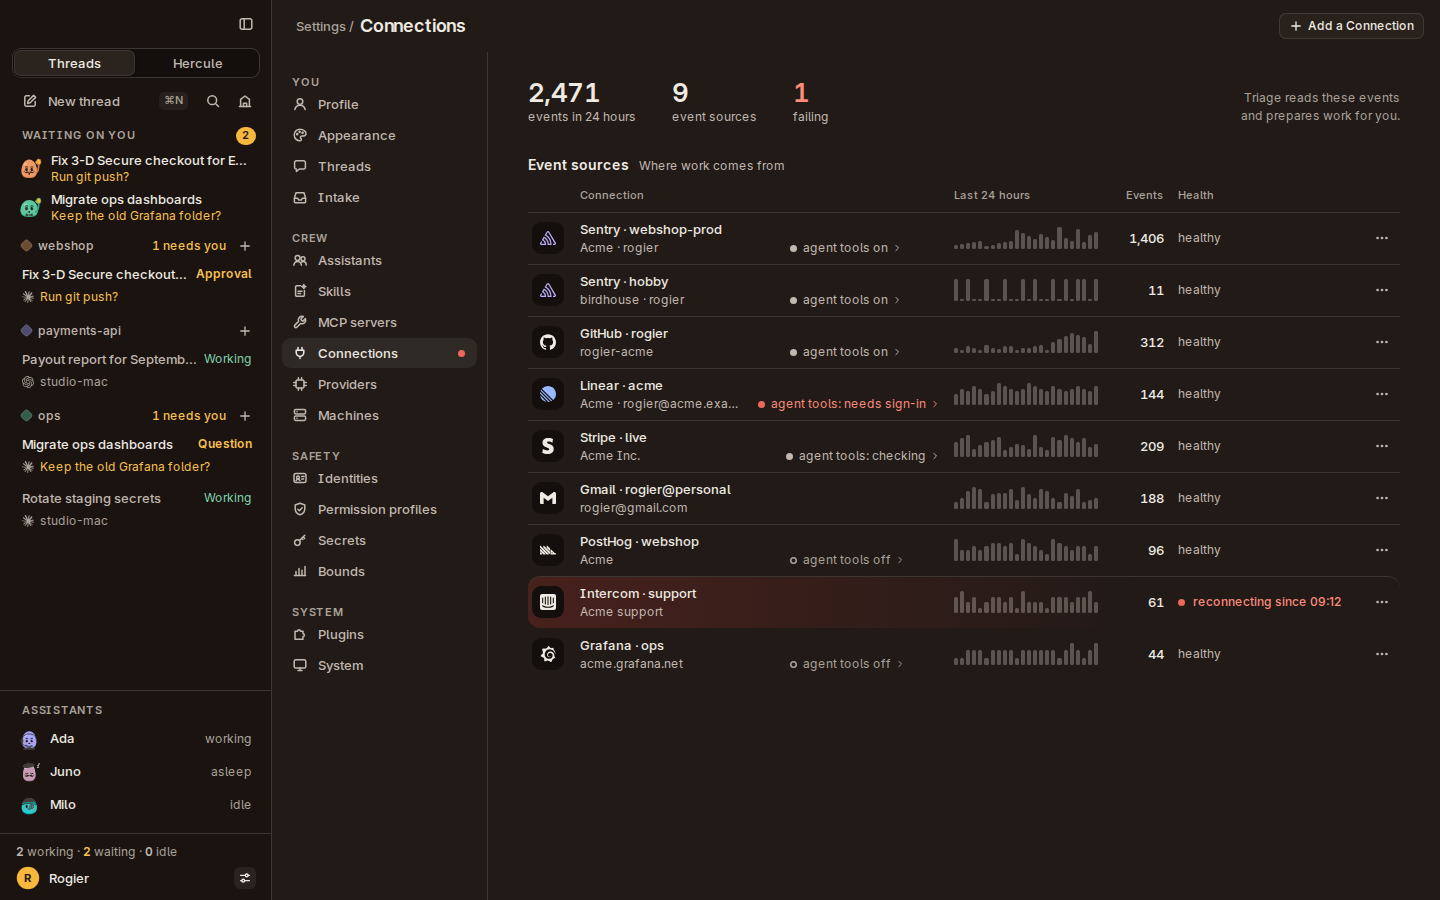 Threads
Hercule
New thread
⌘N
WAITING ON YOU
2
Fix 3-D Secure checkout for E...
Run git push?
Migrate ops dashboards
Keep the old Grafana folder?
webshop
1 needs you
Fix 3-D Secure checkout...
Approval
Run git push?
payments-api
Payout report for Septemb...
Working
studio-mac
ops
1 needs you
Migrate ops dashboards
Question
Keep the old Grafana folder?
Rotate staging secrets
Working
studio-mac
ASSISTANTS
Ada
working
Juno
asleep
Milo
idle
2 working · 2 waiting · 0 idle
R
Rogier
Settings / Connections
Add a Connection
YOU
Profile
Appearance
Threads
Intake
CREW
Assistants
Skills
MCP servers
Connections
Providers
Machines
SAFETY
Identities
Permission profiles
Secrets
Bounds
SYSTEM
Plugins
System
2,471
events in 24 hours
9
event sources
1
failing
Triage reads these events
and prepares work for you.
Event sources
Where work comes from
Connection
Last 24 hours
Events
Health
Sentry · webshop-prod
Acme · rogier
agent tools on
1,406
healthy
Sentry · hobby
birdhouse · rogier
agent tools on
11
healthy
GitHub · rogier
rogier-acme
agent tools on
312
healthy
Linear · acme
Acme · rogier@acme.exa...
agent tools: needs sign-in
144
healthy
Stripe · live
Acme Inc.
agent tools: checking
209
healthy
Gmail · rogier@personal
rogier@gmail.com
188
healthy
PostHog · webshop
Acme
agent tools off
96
healthy
Intercom · support
Acme support
61
reconnecting since 09:12
Grafana · ops
acme.grafana.net
agent tools off
44
healthy